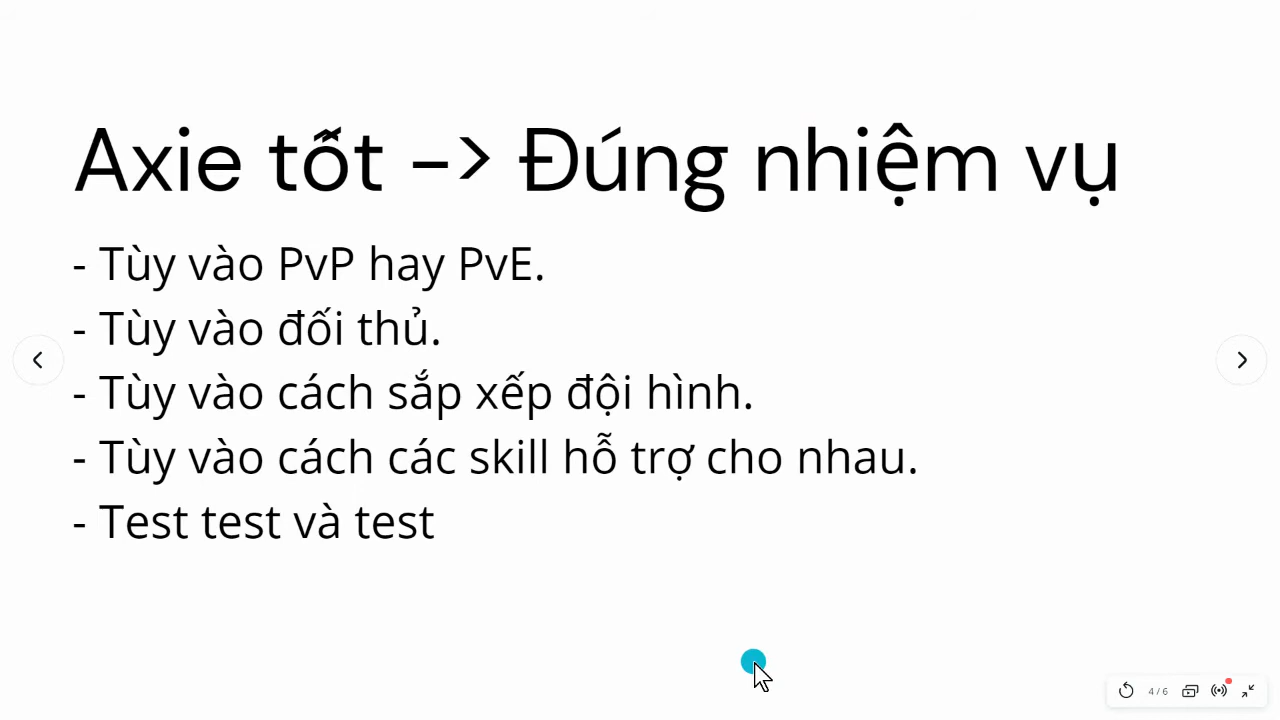 Axie tốt -> Đúng nhiệm vụ
- Tùy vào PvP hay PvE.
- Tùy vào đối thủ.
- Tùy vào cách sắp xếp đội hình.
- Tùy vào cách các skill hỗ trợ cho nhau.
- Test test và test
4 / 6